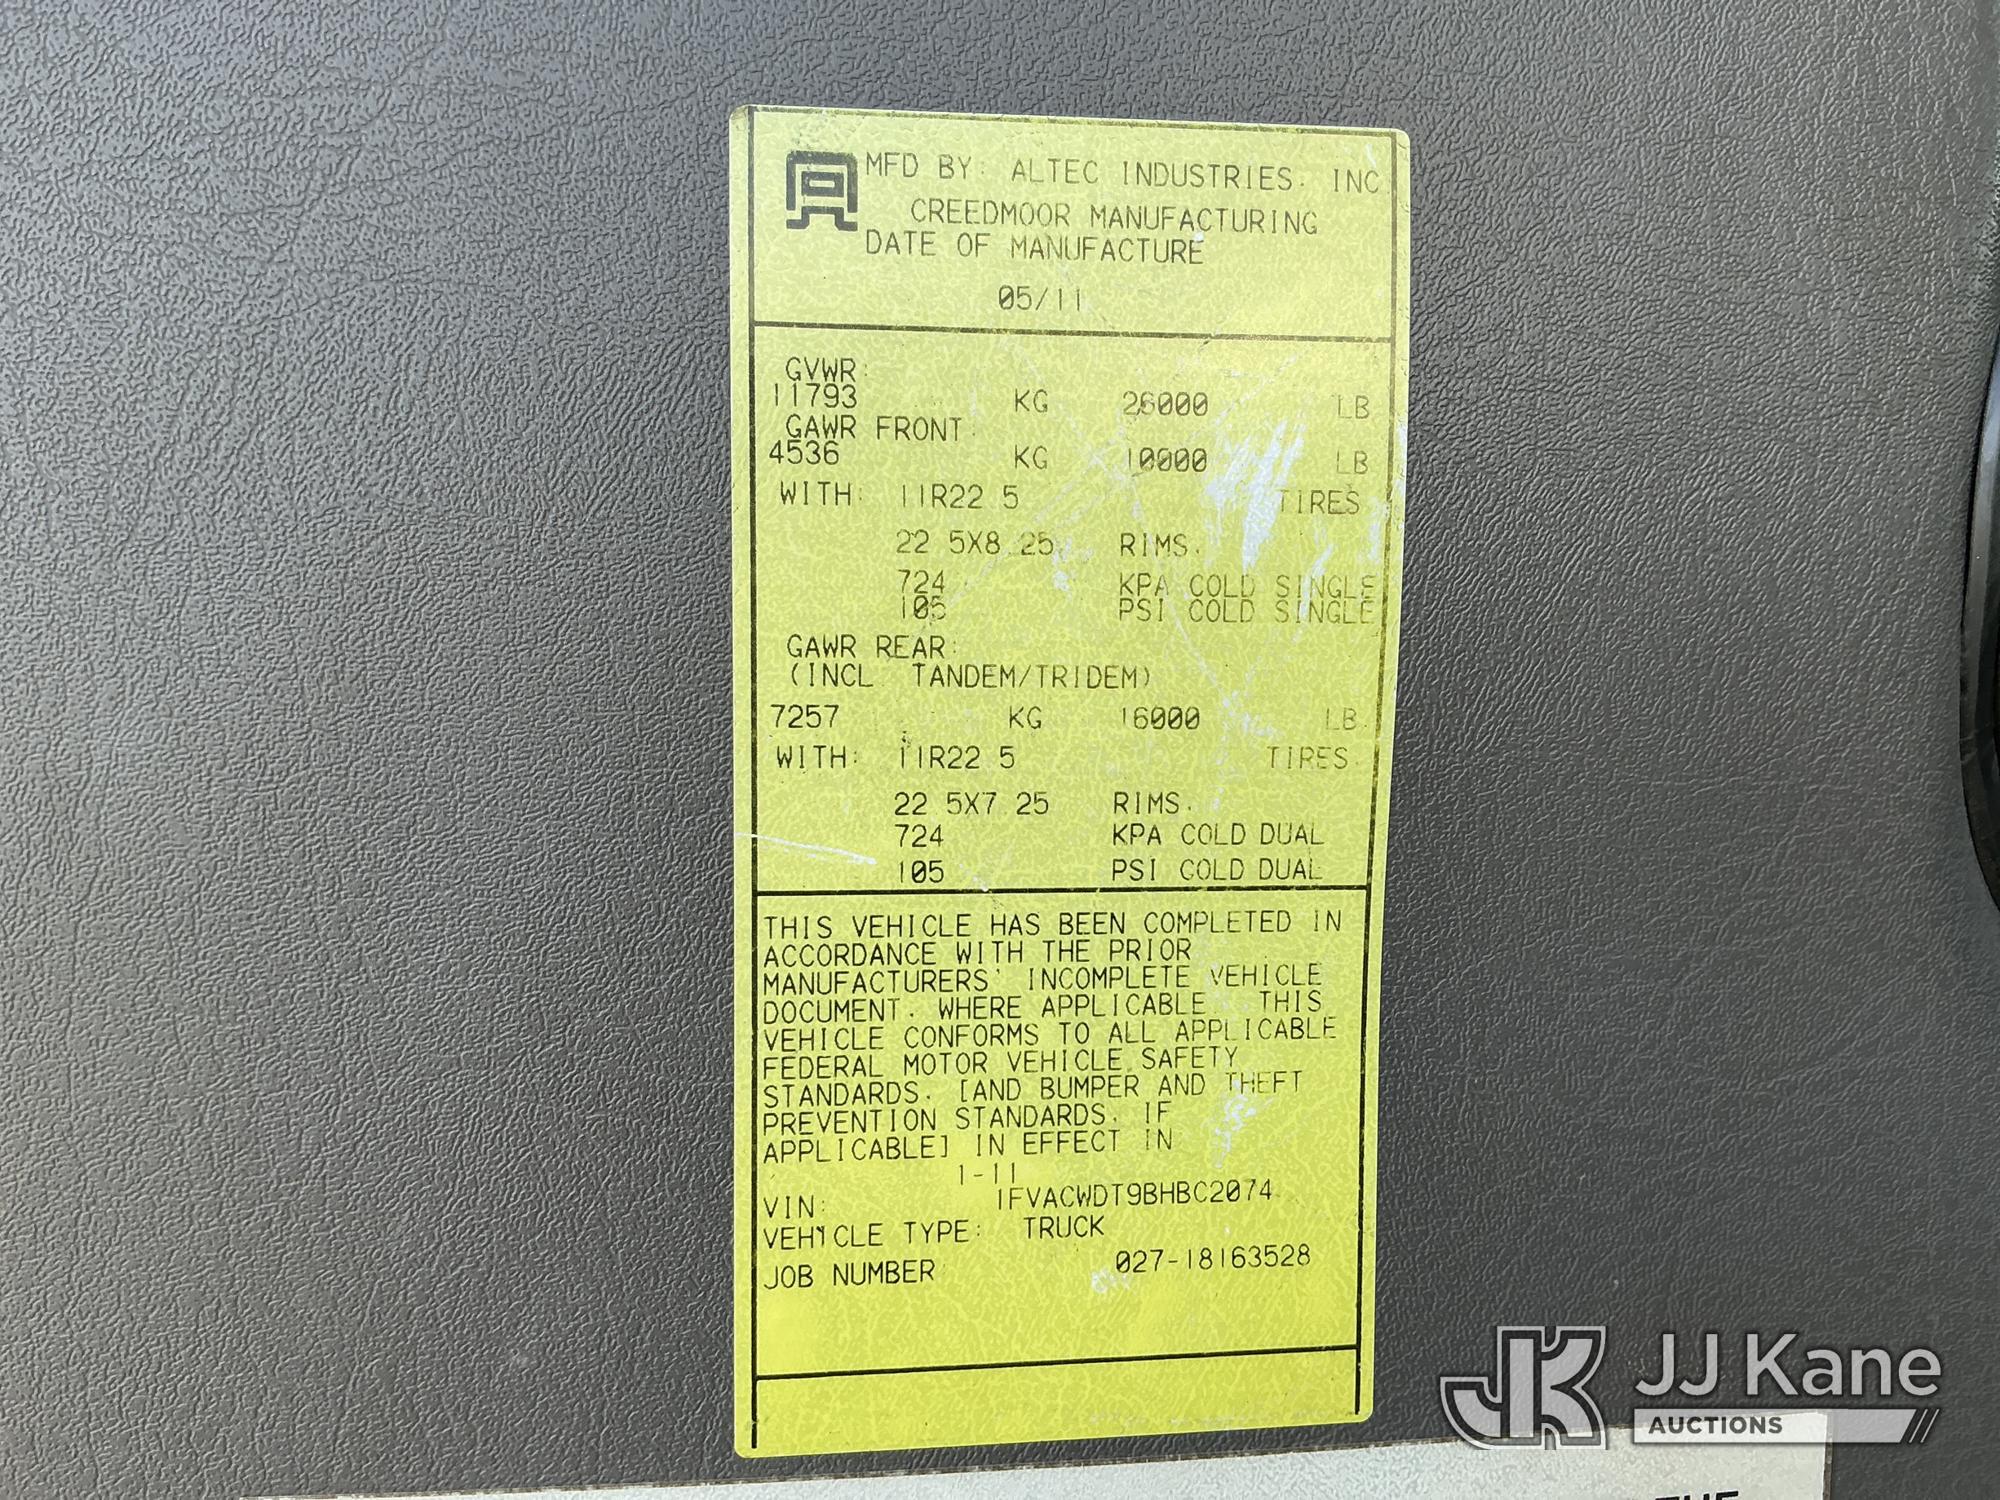 MFD BY: ALTEC INDUSTRIES. INC
CREEDMOOR MANUFACTURING
DATE OF MANUFACTURE
05/11
GVWR:
11793 KG 26000 LB
GAWR FRONT:
4536 KG 10000 LB
WITH: 11R22 5 TIRES
22 5X8.25 RIMS.
724 KPA COLD SINGLE
105 PSI COLD SINGLE
GAWR REAR:
(INCL. TANDEM/TRIDEM)
7257 KG 16000 LB.
WITH: 11R22 5 TIRES.
22 5X7 25 RIMS.
724 KPA COLD DUAL
105 PSI COLD DUAL
THIS VEHICLE HAS BEEN COMPLETED IN
ACCORDANCE WITH THE PRIOR
MANUFACTURERS' INCOMPLETE VEHICLE
DOCUMENT. WHERE APPLICABLE THIS
VEHICLE CONFORMS TO ALL APPLICABLE
FEDERAL MOTOR VEHICLE SAFETY
STANDARDS. [AND BUMPER AND THEFT
PREVENTION STANDARDS, IF
APPLICABLE] IN EFFECT IN
1-11
VIN: 1FVACWDT9BHBC2074
VEHICLE TYPE: TRUCK
JOB NUMBER 027-18163528
JK JJ Kane
AUCTIONS